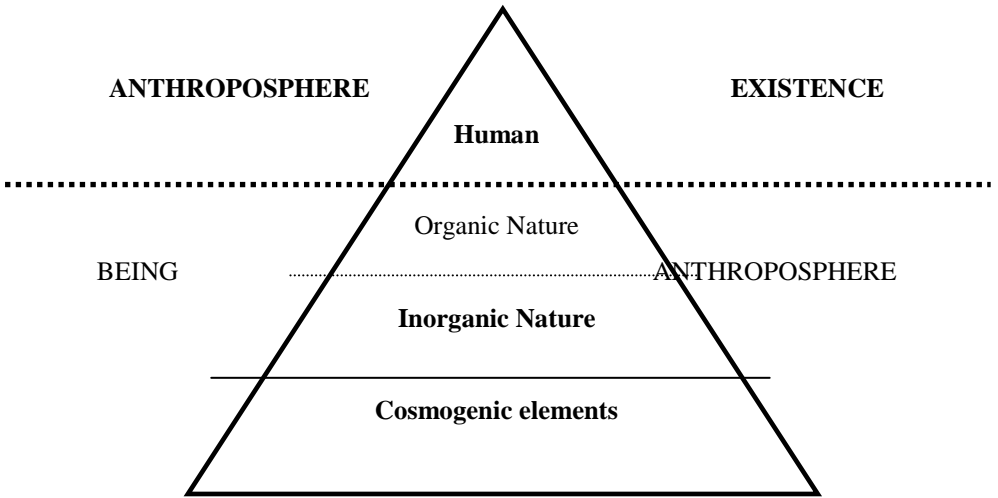 ANTHROPOSPHERE EXISTENCE
Human
Organic Nature
BEING ANTHROPOSPHERE
Inorganic Nature
Cosmogenic elements